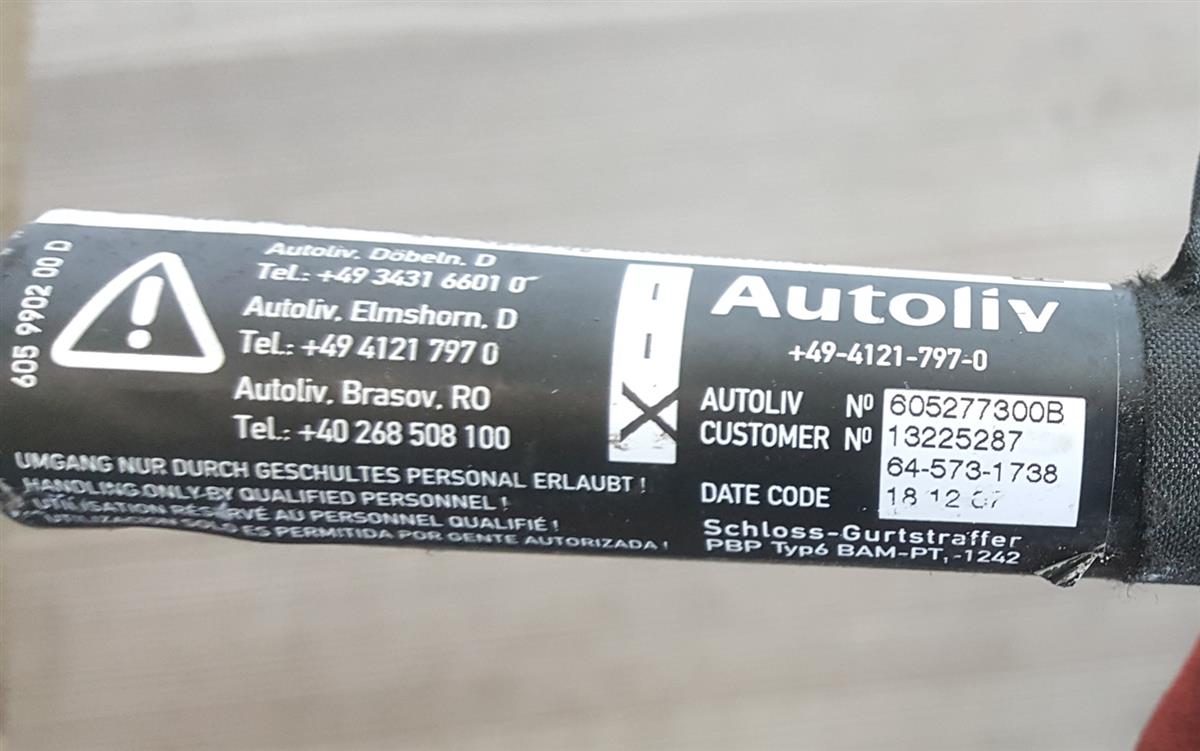 605 9902 00 D
Autoliv. Döbeln. D
Tel.: +49 3431 6601 0
Autoliv, Elmshorn, D
Tel.: +49 4121 797 0
Autoliv, Brasov, RO
Tel.: +40 268 508 100
UMGANG NUR DURCH GESCHULTES PERSONAL ERLAUBT !
HANDLING ONLY BY QUALIFIED PERSONNEL !
UTILISATION RÉSERVÉ AU PERSONNEL QUALIFIÉ !
UTILIZACION SOLO ES PERMITIDA POR GENTE AUTORIZADA !
Autoliv
+49-4121-797-0
AUTOLIV Nº 605277300B
CUSTOMER Nº 13225287
64-573-1738
DATE CODE 18 12 07
Schloss-Gurtstraffer
PBP Typ6 BAM-PT, -1242